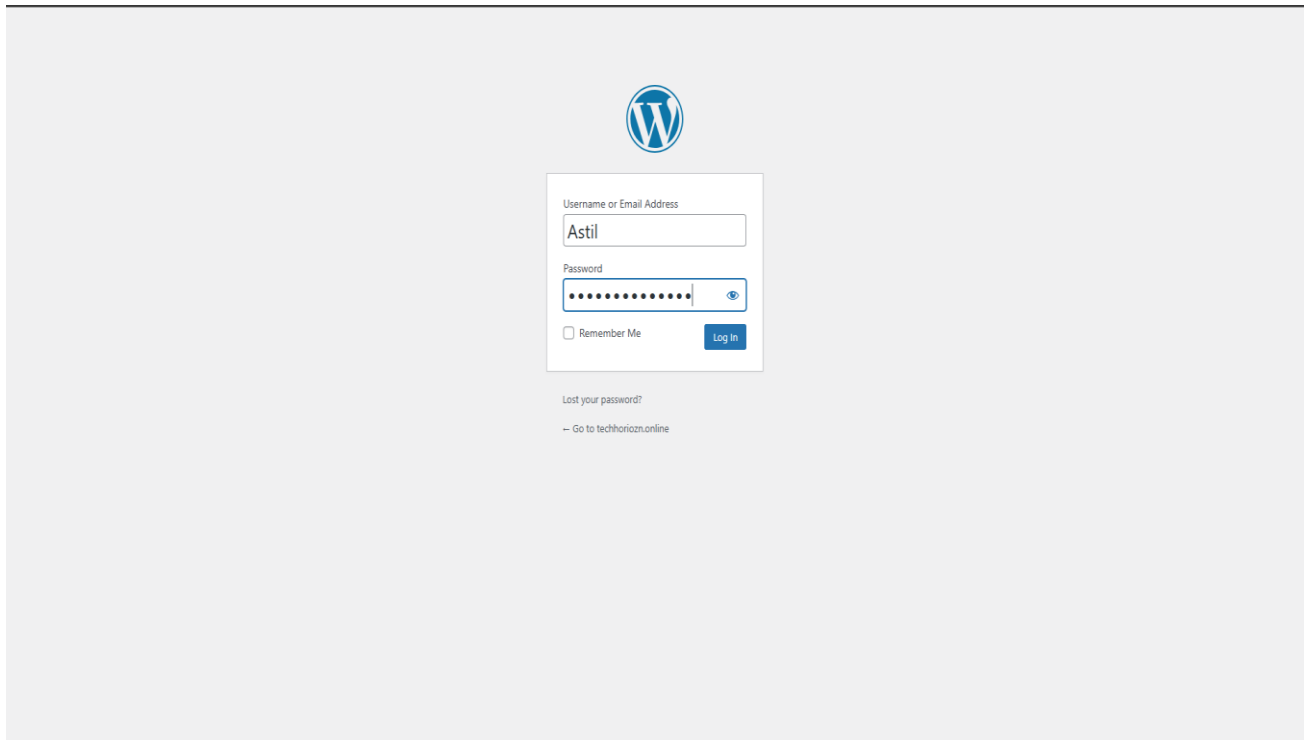 Username or Email Address
Astil
Password
••••••••••••••
Remember Me
Log In
Lost your password?
← Go to techhoriozn.online